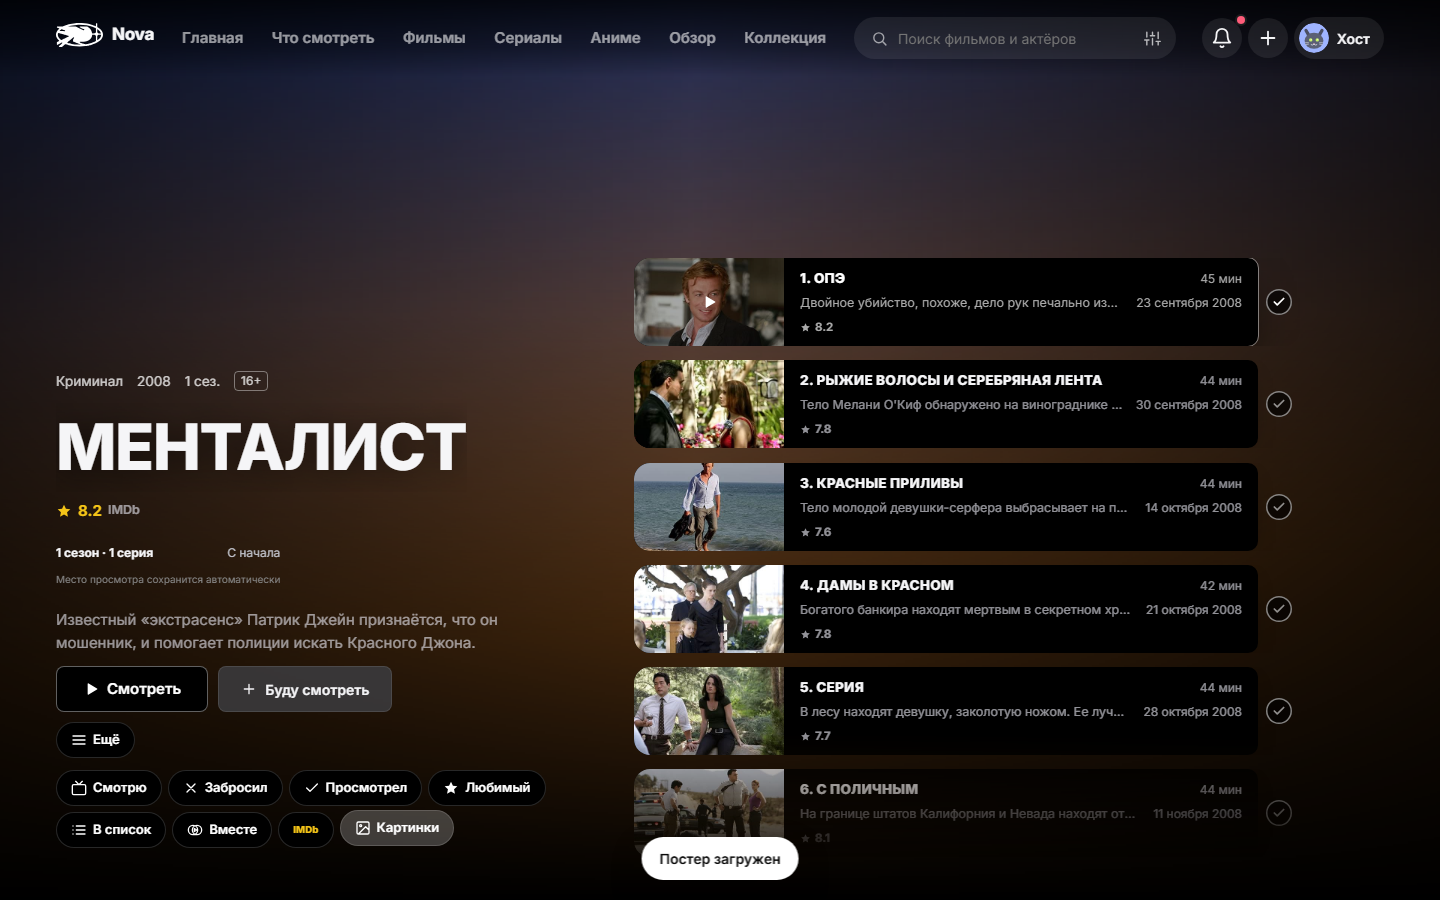 Nova
Главная
Что смотреть
Фильмы
Сериалы
Аниме
Обзор
Коллекция
Поиск фильмов и актёров
Хост
Криминал 2008 1 сез. 16+
МЕНТАЛИСТ
8.2 IMDb
1 сезон · 1 серия
С начала
Место просмотра сохранится автоматически
Известный «экстрасенс» Патрик Джейн признаётся, что он
мошенник, и помогает полиции искать Красного Джона.
Смотреть
Буду смотреть
Ещё
Смотрю
Забросил
Просмотрел
Любимый
В список
Вместе
IMDb
Картинки
1. ОПЭ
45 мин
Двойное убийство, похоже, дело рук печально из...
23 сентября 2008
8.2
2. РЫЖИЕ ВОЛОСЫ И СЕРЕБРЯНАЯ ЛЕНТА
44 мин
Тело Мелани О'Киф обнаружено на винограднике ...
30 сентября 2008
7.8
3. КРАСНЫЕ ПРИЛИВЫ
44 мин
Тело молодой девушки-серфера выбрасывает на п...
14 октября 2008
7.6
4. ДАМЫ В КРАСНОМ
42 мин
Богатого банкира находят мертвым в секретном хр...
21 октября 2008
7.8
5. СЕРИЯ
44 мин
В лесу находят девушку, заколотую ножом. Ее луч...
28 октября 2008
7.7
6. С ПОЛИЧНЫМ
44 мин
На границе штатов Калифорния и Невада находят от...
11 ноября 2008
8.1
Постер загружен